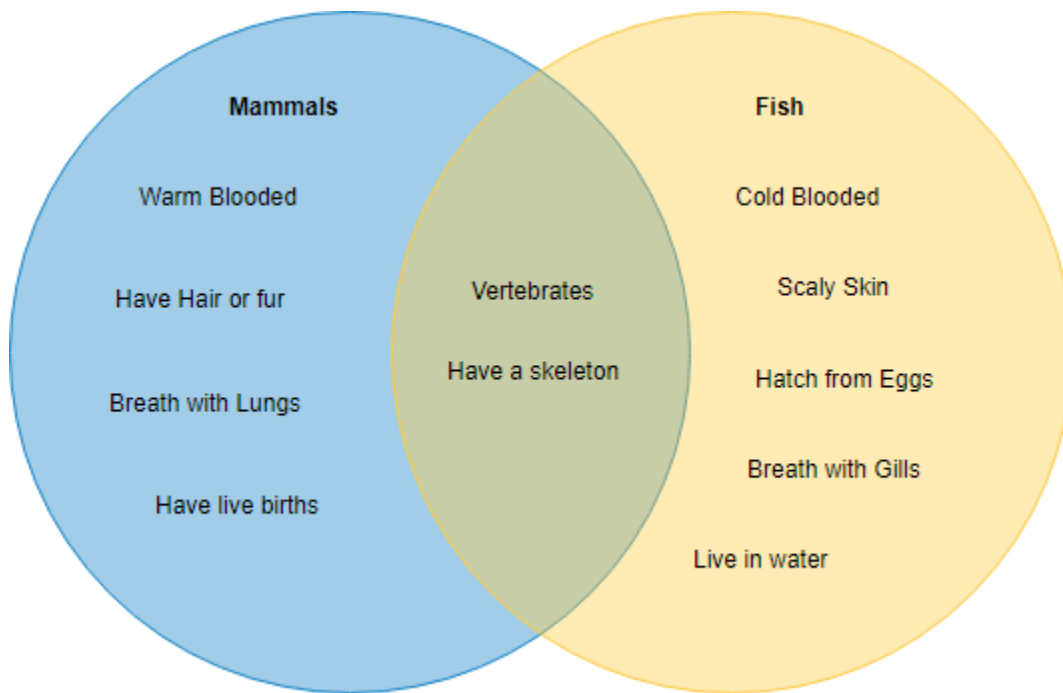 Mammals
Warm Blooded
Have Hair or fur
Breath with Lungs
Have live births
Vertebrates
Have a skeleton
Fish
Cold Blooded
Scaly Skin
Hatch from Eggs
Breath with Gills
Live in water